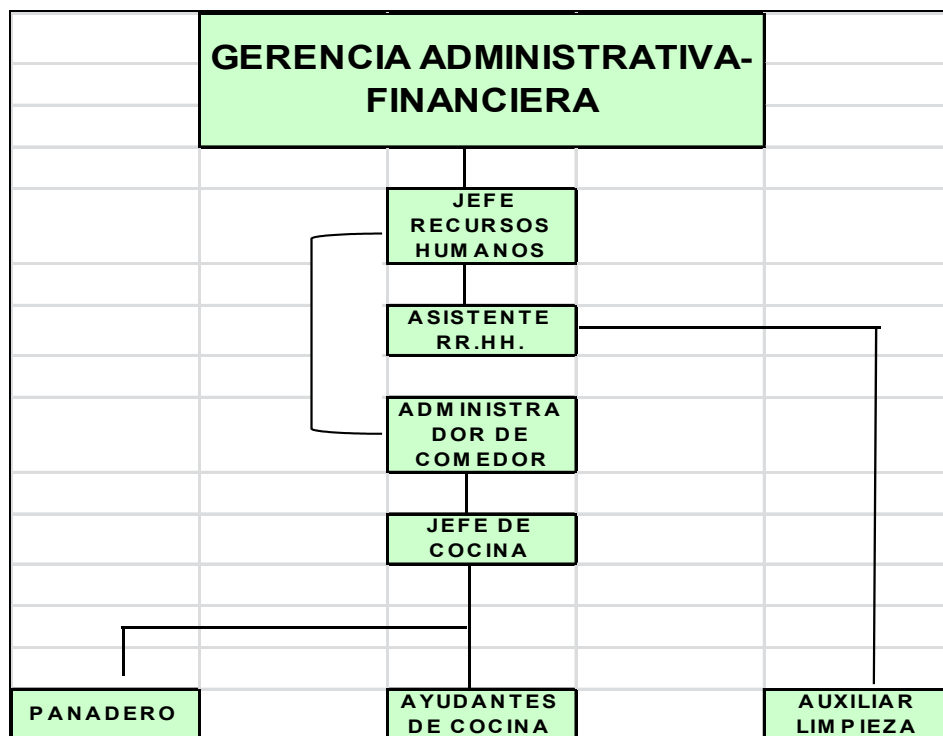 GERENCIA ADMINISTRATIVA-
FINANCIERA
JEFE
RECURSOS
HUMANOS
ASISTENTE
RR.HH.
ADMINISTRA
DOR DE
COMEDOR
JEFE DE
COCINA
PANADERO
AYUDANTES
DE COCINA
AUXILIAR
LIMPIEZA